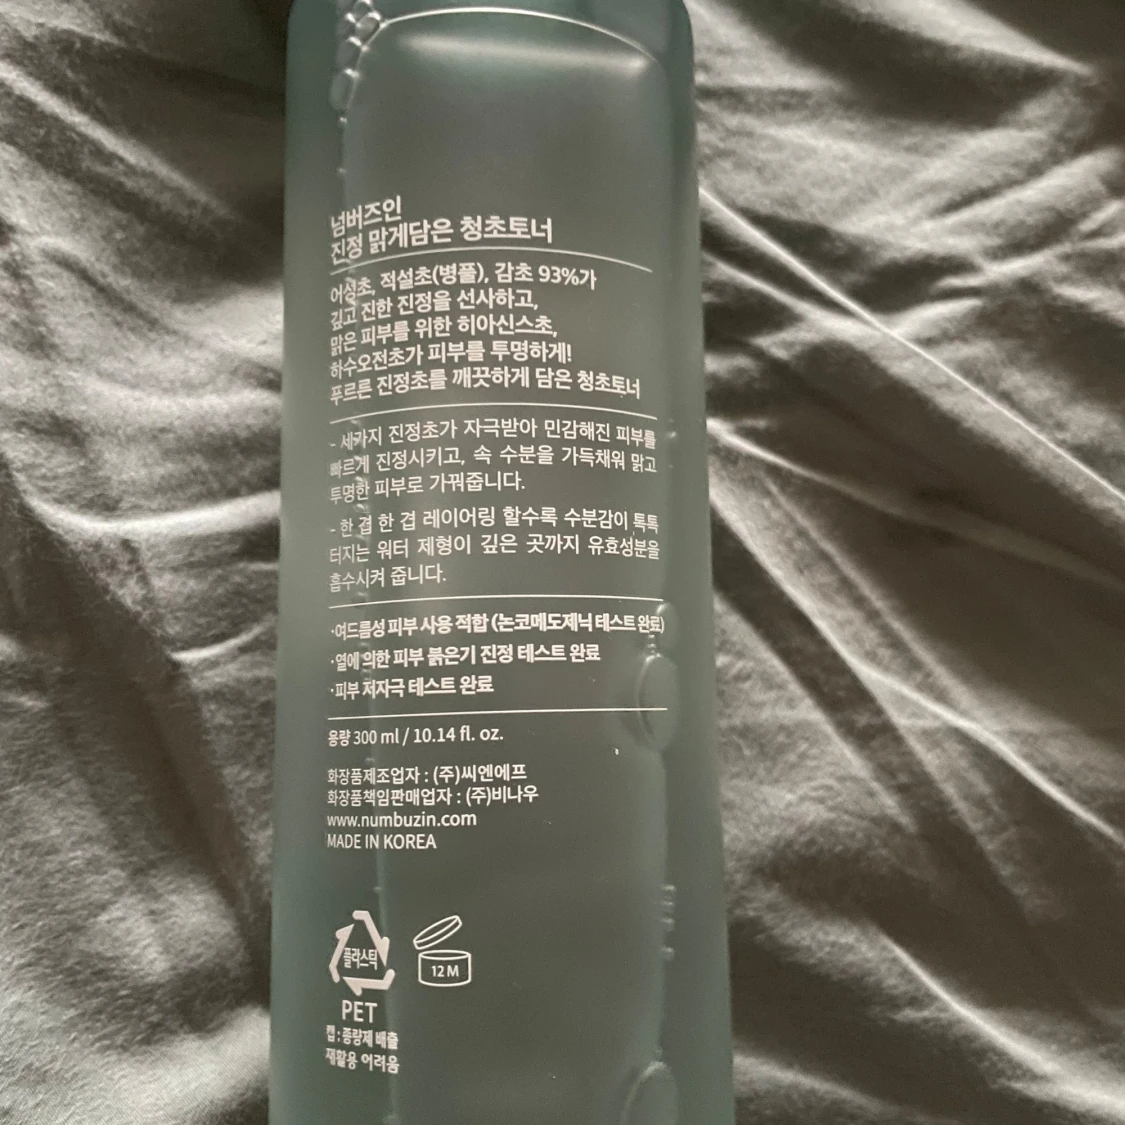 넘버즈인
진정 맑게담은 청초토너
어성초, 적설초(병풀), 감초 93%가
깊고 진한 진정을 선사하고,
맑은 피부를 위한 히아신스초,
하수오전초가 피부를 투명하게!
푸르른 진정초를 깨끗하게 담은 청초토너
- 세가지 진정초가 자극받아 민감해진 피부를
빠르게 진정시키고, 속 수분을 가득채워 맑고
투명한 피부로 가꿔줍니다.
- 한 겹 한 겹 레이어링 할수록 수분감이 톡톡
터지는 워터 제형이 깊은 곳까지 유효성분을
흡수시켜 줍니다.
·여드름성 피부 사용 적합 (논코메도제닉 테스트 완료)
·열에 의한 피부 붉은기 진정 테스트 완료
·피부 저자극 테스트 완료
용량 300 ml / 10.14 fl. oz.
화장품제조업자 : (주)씨엔에프
화장품책임판매업자 : (주)비나우
www.numbuzin.com
MADE IN KOREA
플라스틱
12 M
PET
캡 : 종량제 배출
재활용 어려움